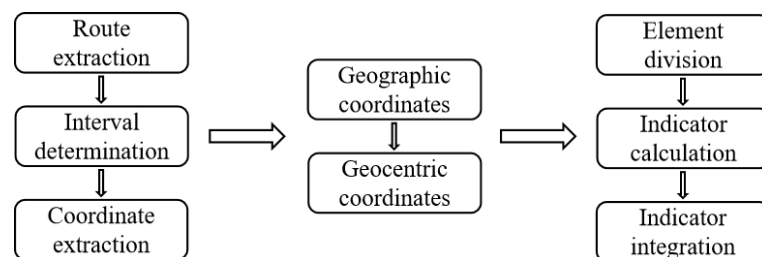 Route
extraction
Interval
determination
Coordinate
extraction
Geographic
coordinates
Geocentric
coordinates
Element
division
Indicator
calculation
Indicator
integration